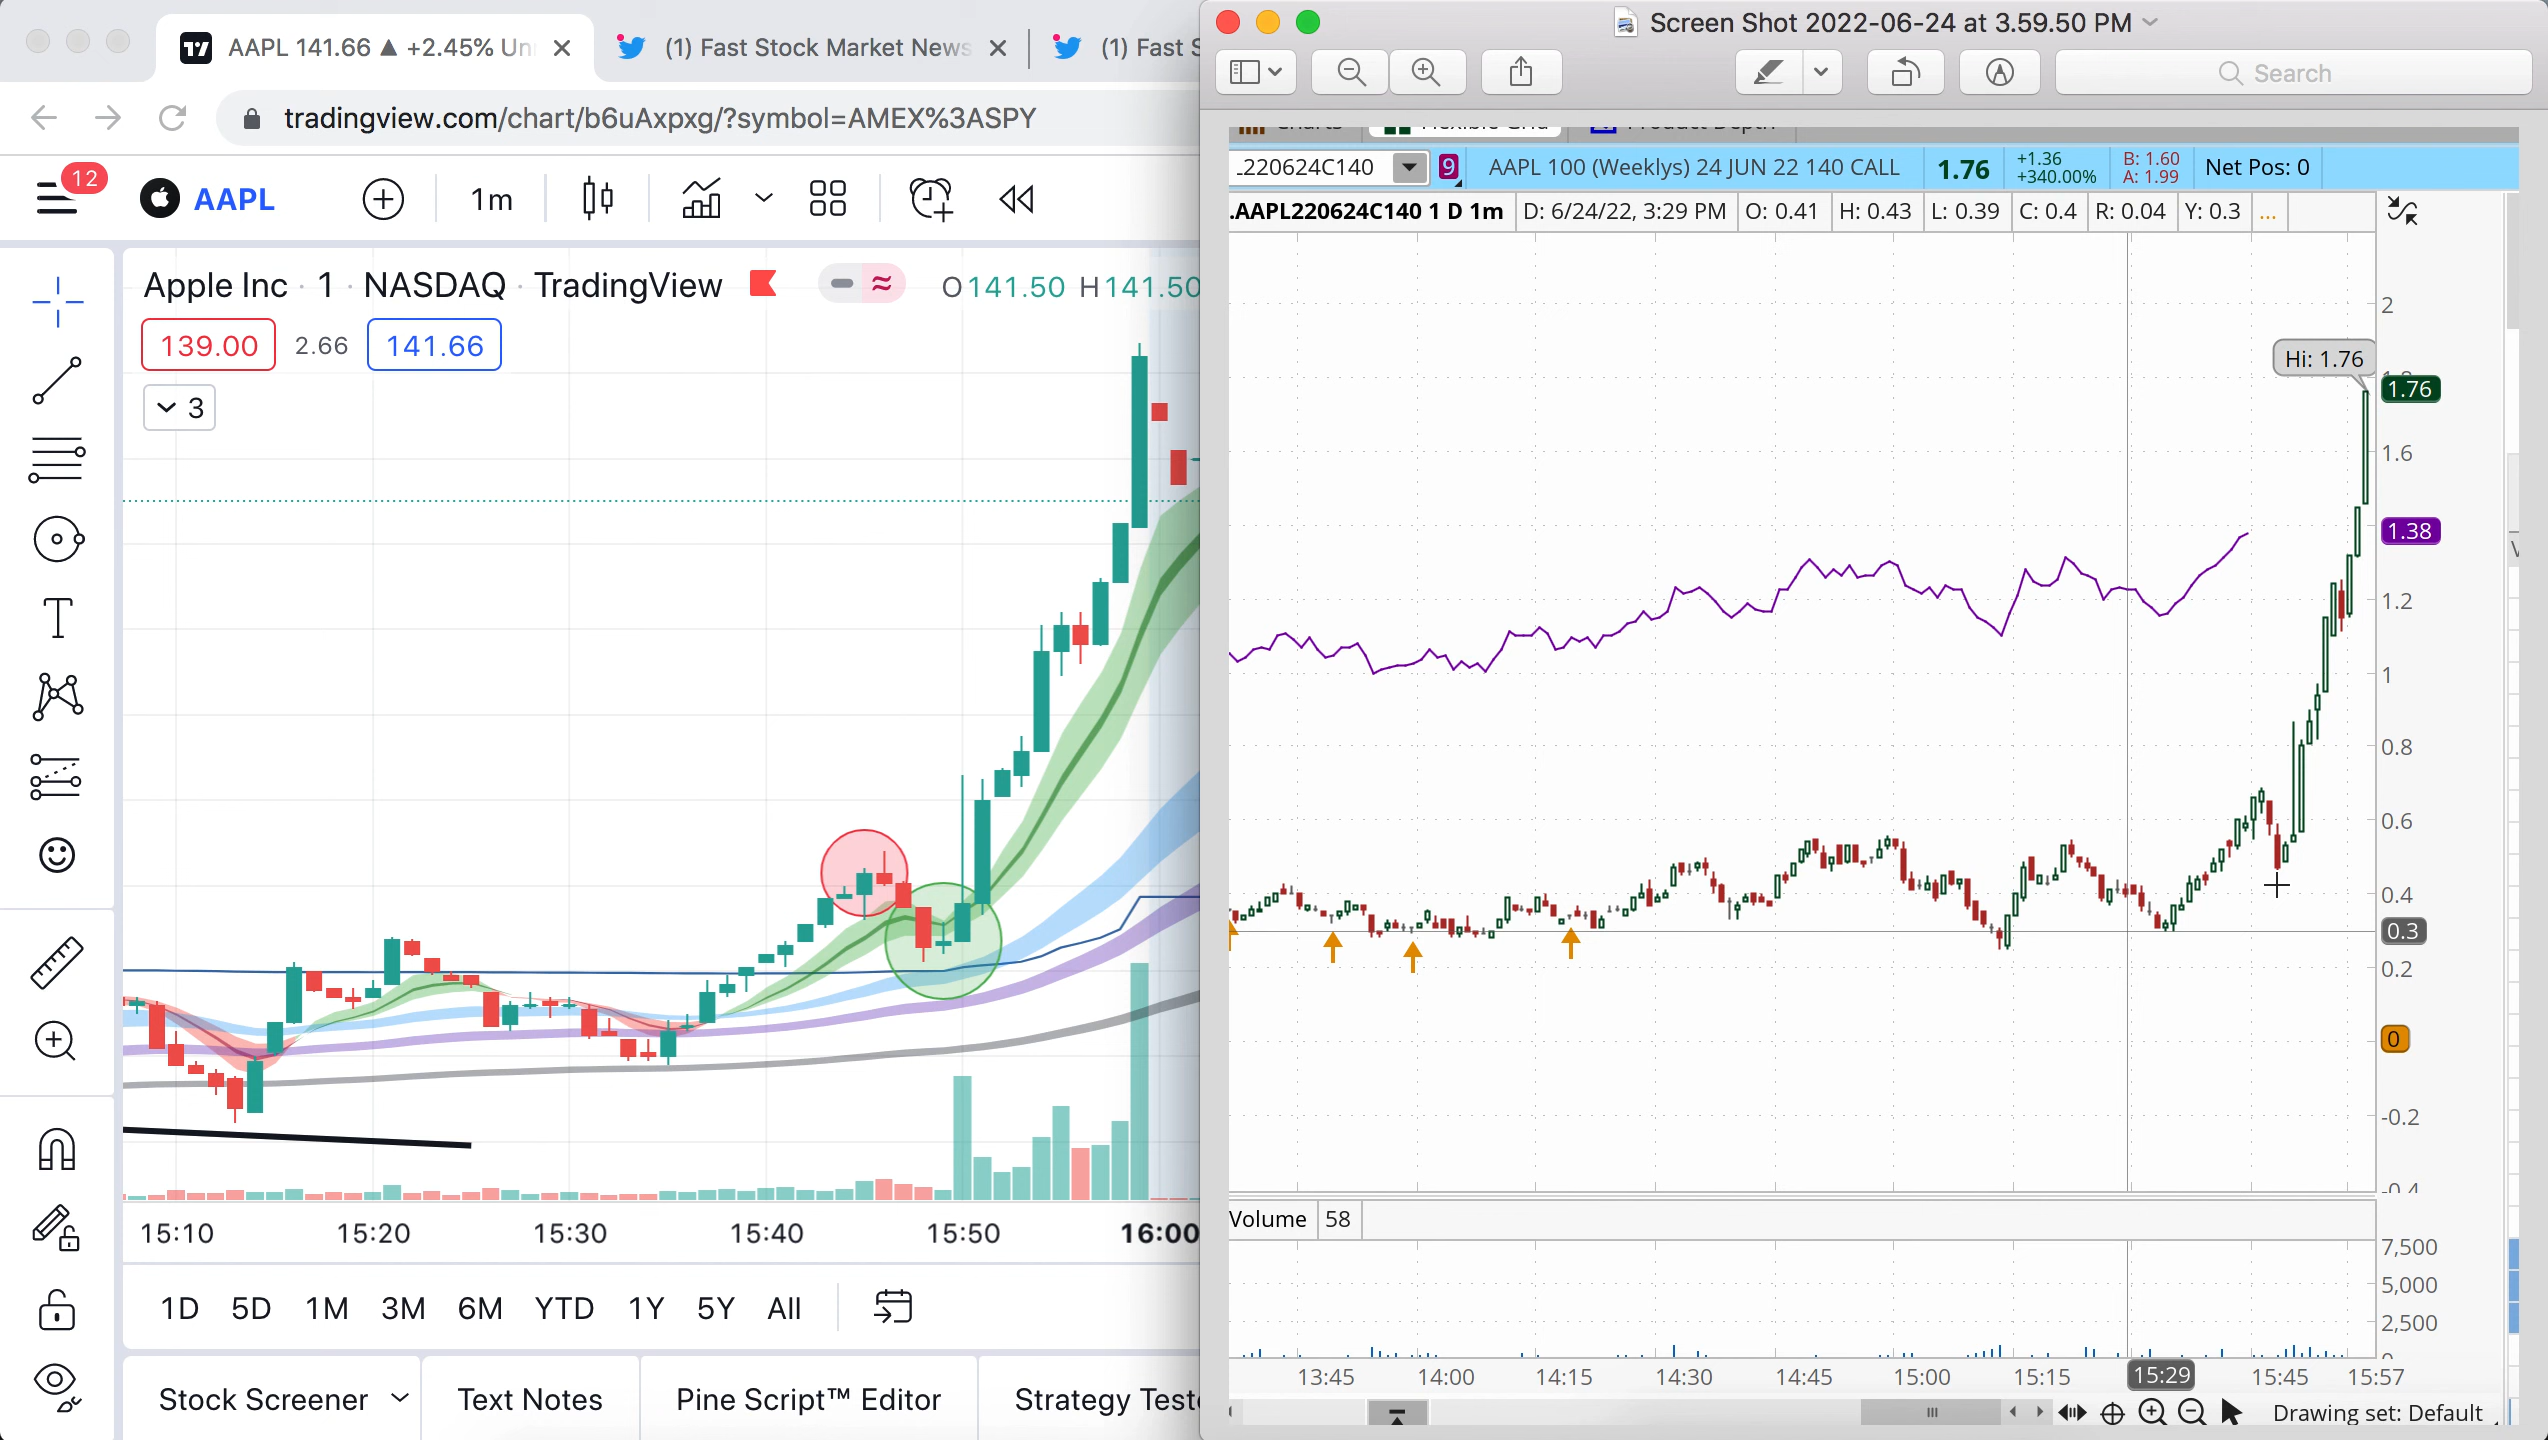 AAPL 141.66 ▲ +2.45% Un
(1) Fast Stock Market News
(1) Fast S
tradingview.com/chart/b6uAxpxg/?symbol=AMEX%3ASPY
12
AAPL
1m
Apple Inc · 1 · NASDAQ · TradingView
O141.50 H141.50
139.00
2.66
141.66
3
15:10
15:20
15:30
15:40
15:50
16:00
1D
5D
1M
3M
6M
YTD
1Y
5Y
All
Stock Screener
Text Notes
Pine Script™ Editor
Strategy Teste
Screen Shot 2022-06-24 at 3.59.50 PM
Search
.220624C140
9
AAPL 100 (Weeklys) 24 JUN 22 140 CALL
1.76
+1.36
+340.00%
B: 1.60
A: 1.99
Net Pos: 0
.AAPL220624C140 1 D 1m
D: 6/24/22, 3:29 PM
O: 0.41
H: 0.43
L: 0.39
C: 0.4
R: 0.04
Y: 0.3
...
Hi: 1.76
2
1.76
1.6
1.38
1.2
1
0.8
0.6
0.4
0.3
0.2
0
-0.2
-0.4
Volume
58
7,500
5,000
2,500
0
13:45
14:00
14:15
14:30
14:45
15:00
15:15
15:29
15:45
15:57
Drawing set: Default